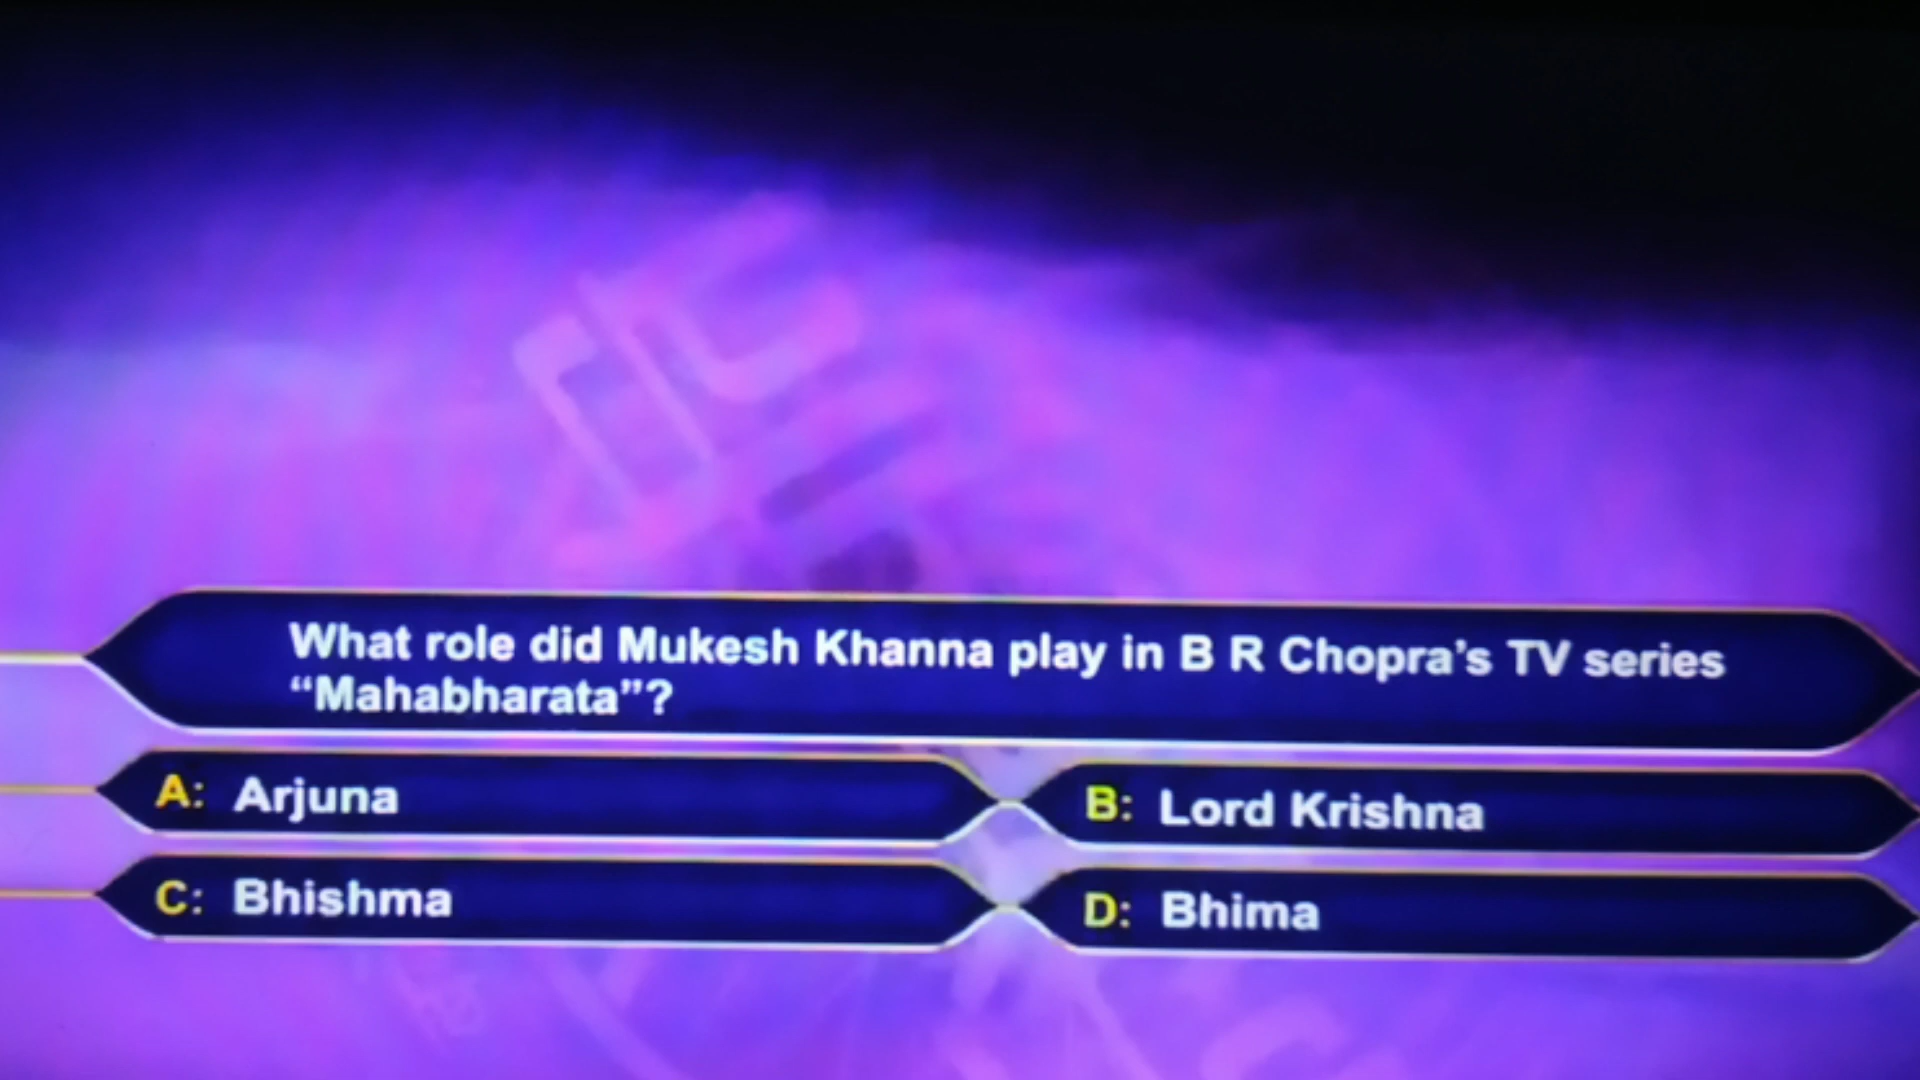 What role did Mukesh Khanna play in B R Chopra’s TV series
“Mahabharata”?
A: Arjuna
B: Lord Krishna
C: Bhishma
D: Bhima